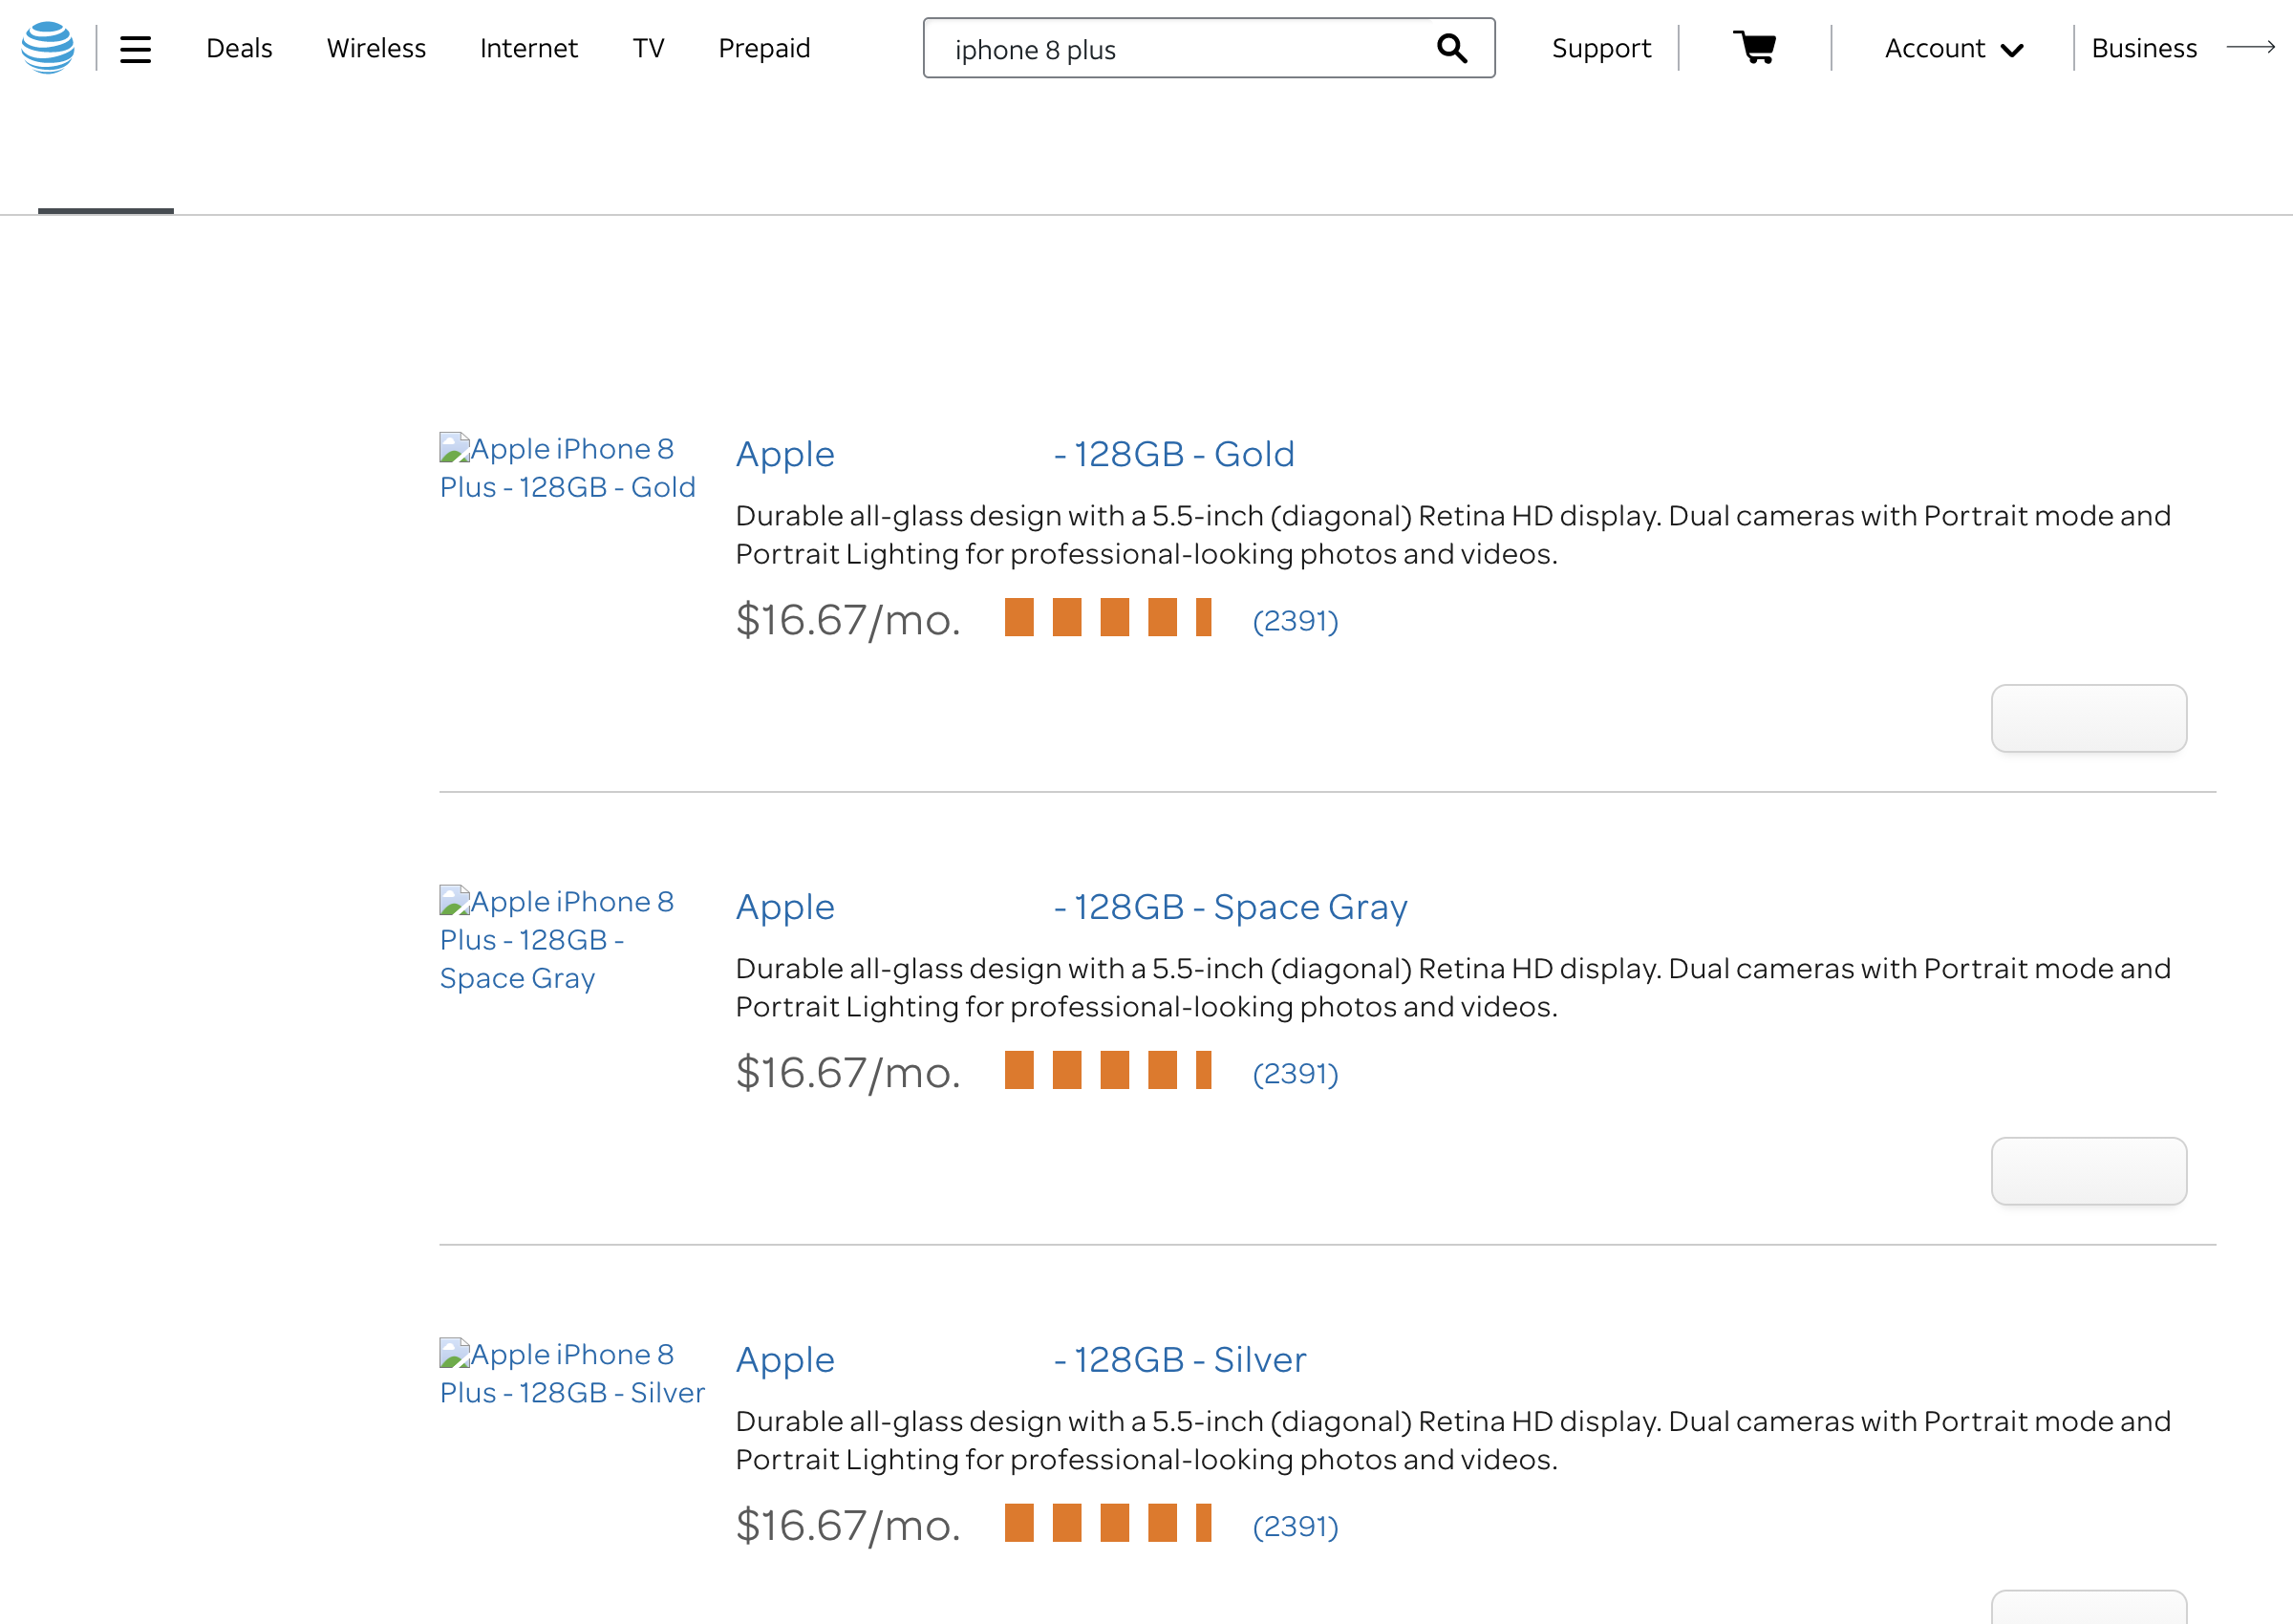 Deals Wireless Internet TV Prepaid iphone 8 plus Support Account Business
Apple iPhone 8
Plus - 128GB - Gold
Apple - 128GB - Gold
Durable all-glass design with a 5.5-inch (diagonal) Retina HD display. Dual cameras with Portrait mode and
Portrait Lighting for professional-looking photos and videos.
$16.67/mo. (2391)
Apple iPhone 8
Plus - 128GB -
Space Gray
Apple - 128GB - Space Gray
Durable all-glass design with a 5.5-inch (diagonal) Retina HD display. Dual cameras with Portrait mode and
Portrait Lighting for professional-looking photos and videos.
$16.67/mo. (2391)
Apple iPhone 8
Plus - 128GB - Silver
Apple - 128GB - Silver
Durable all-glass design with a 5.5-inch (diagonal) Retina HD display. Dual cameras with Portrait mode and
Portrait Lighting for professional-looking photos and videos.
$16.67/mo. (2391)